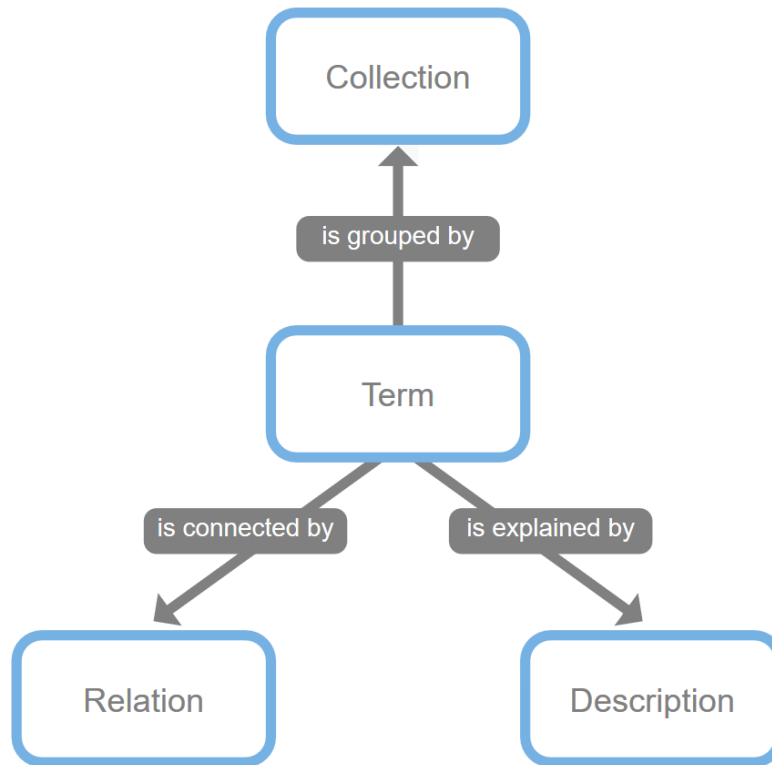 Collection
is grouped by
Term
is connected by
is explained by
Relation
Description